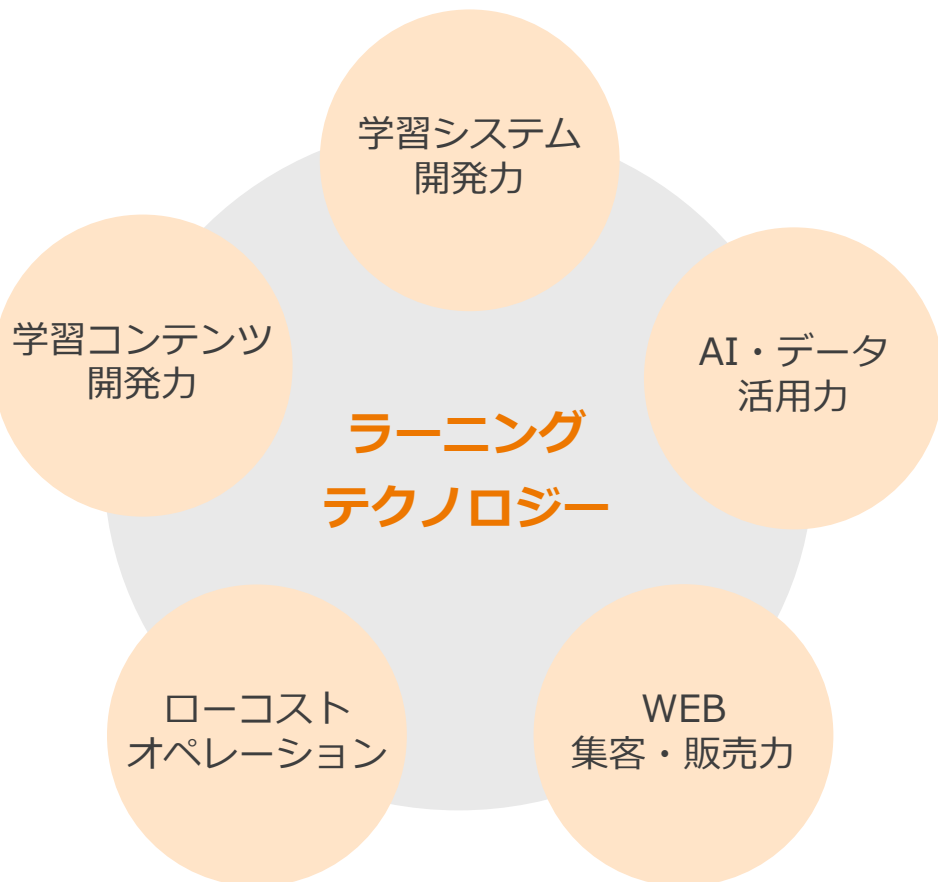 学習システム
開発力
学習コンテンツ
開発力
AI・データ
活用力
ラーニング
テクノロジー
ローコスト
オペレーション
WEB
集客・販売力